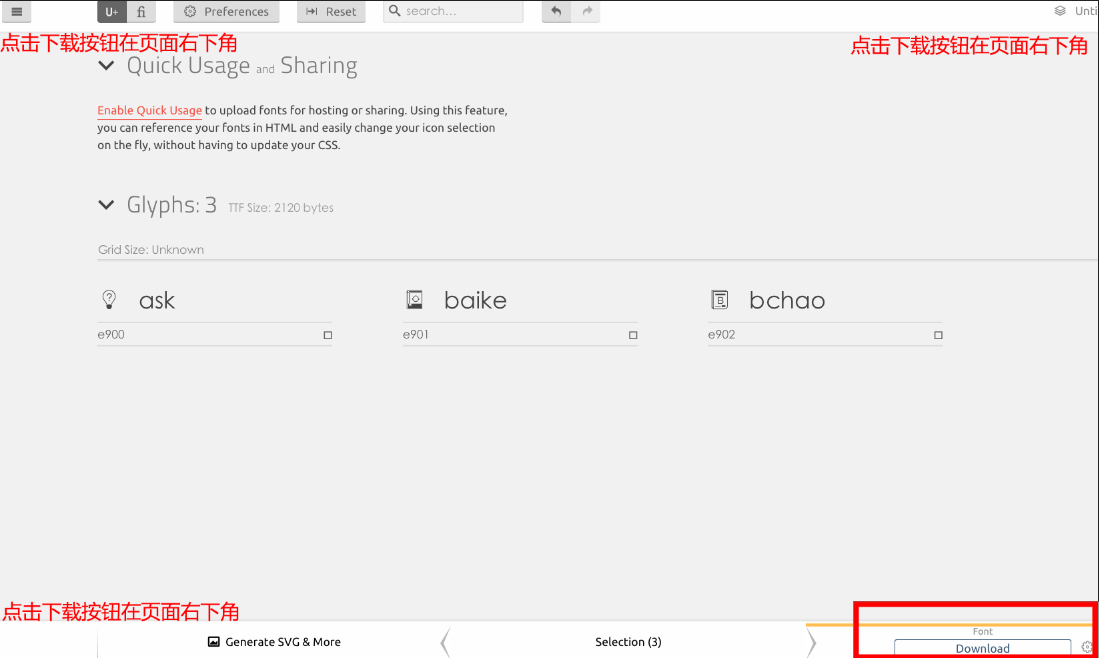 U+ fi Preferences Reset search... Unti
点击下载按钮在页面右下角
点击下载按钮在页面右下角
Quick Usage and Sharing
Enable Quick Usage to upload fonts for hosting or sharing. Using this feature,
you can reference your fonts in HTML and easily change your icon selection
on the fly, without having to update your CSS.
Glyphs: 3 TTF Size: 2120 bytes
Grid Size: Unknown
ask baike bchao
e900 e901 e902
点击下载按钮在页面右下角
Generate SVG & More Selection (3) Font
Download